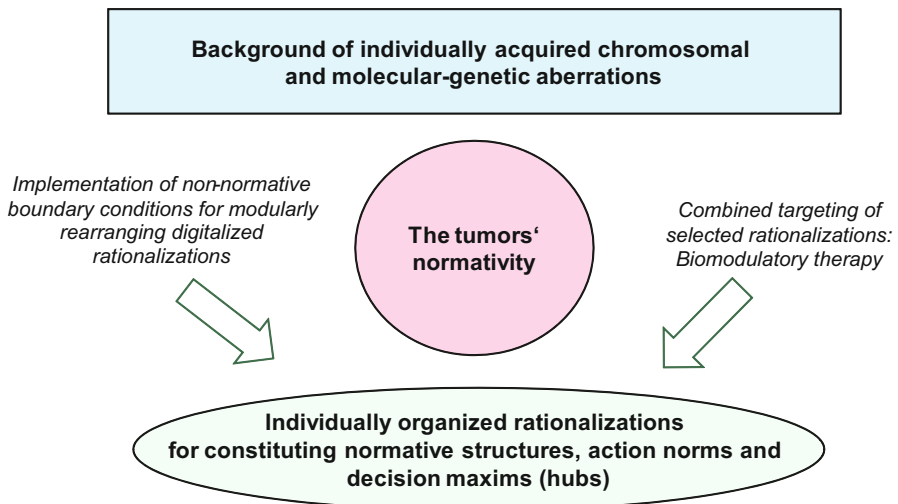 Background of individually acquired chromosomal
and molecular-genetic aberrations
Implementation of non-normative
boundary conditions for modularly
rearranging digitalized
rationalizations
The tumors‘
normativity
Combined targeting of
selected rationalizations:
Biomodulatory therapy
Individually organized rationalizations
for constituting normative structures, action norms and
decision maxims (hubs)